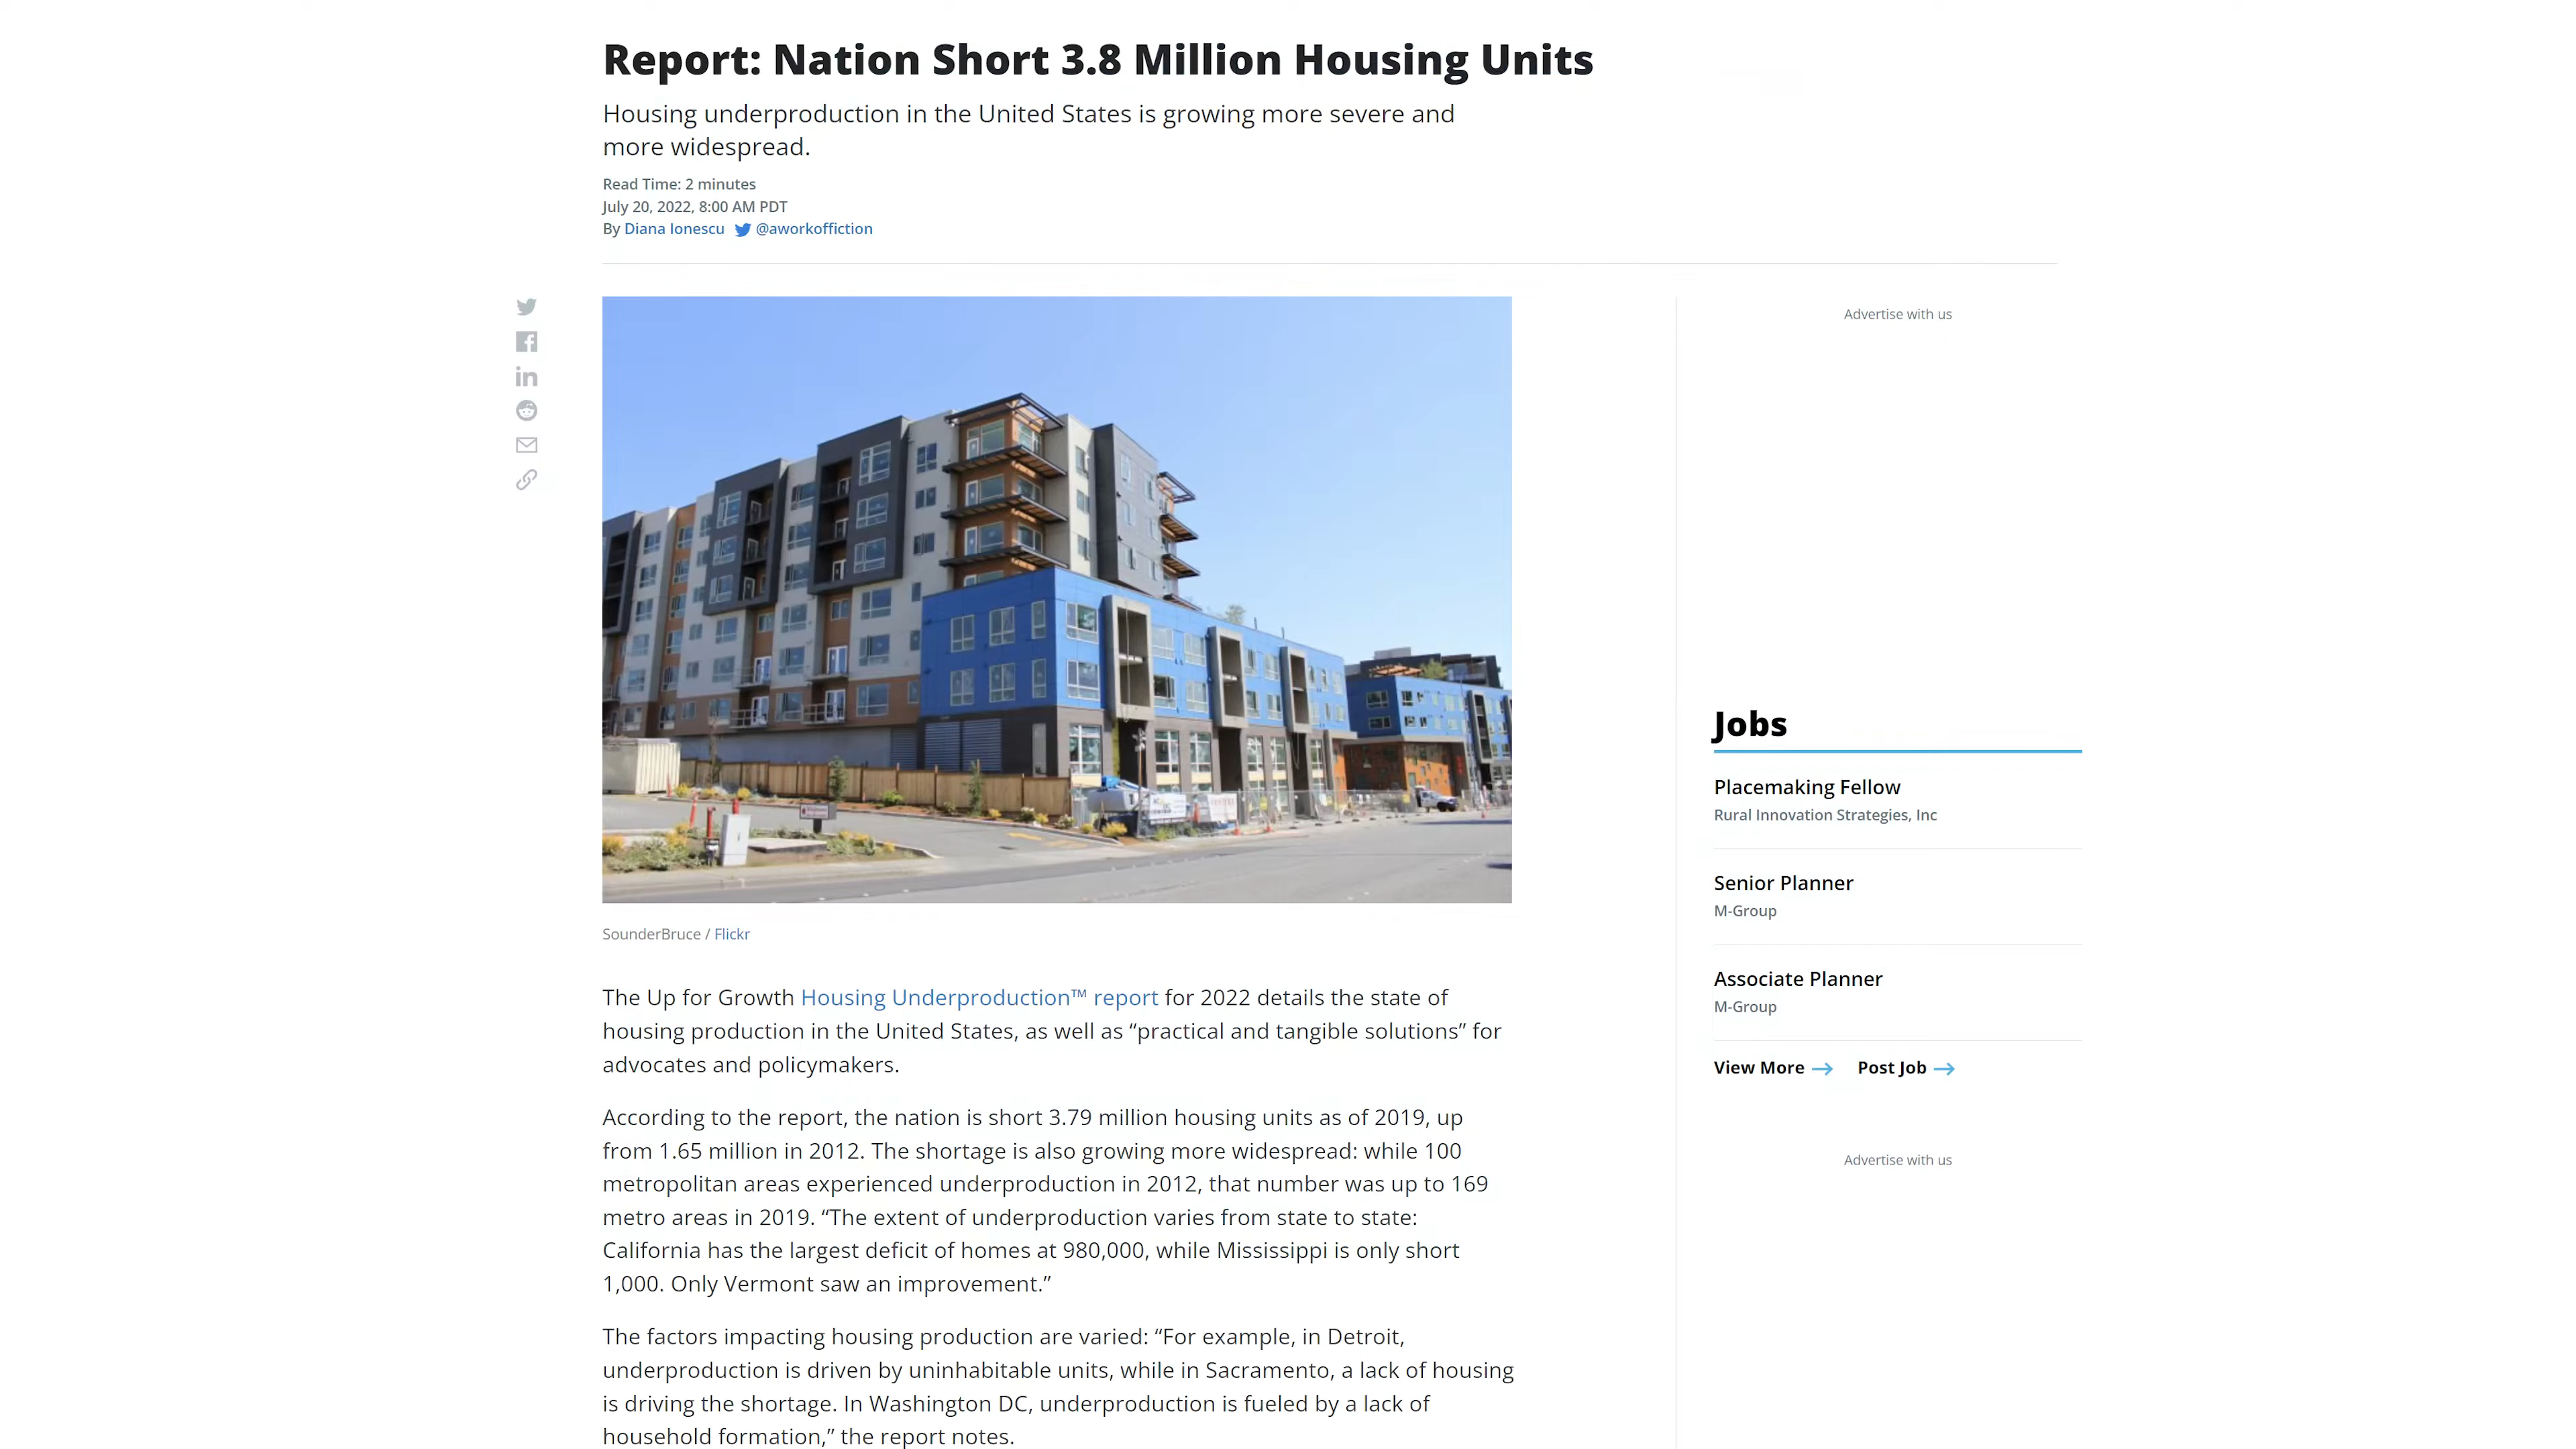 Report: Nation Short 3.8 Million Housing Units
Housing underproduction in the United States is growing more severe and
more widespread.
Read Time: 2 minutes
July 20, 2022, 8:00 AM PDT
By Diana Ionescu @aworkoffiction
Advertise with us
SounderBruce / Flickr
The Up for Growth Housing Underproduction™ report for 2022 details the state of
housing production in the United States, as well as “practical and tangible solutions” for
advocates and policymakers.
According to the report, the nation is short 3.79 million housing units as of 2019, up
from 1.65 million in 2012. The shortage is also growing more widespread: while 100
metropolitan areas experienced underproduction in 2012, that number was up to 169
metro areas in 2019. “The extent of underproduction varies from state to state:
California has the largest deficit of homes at 980,000, while Mississippi is only short
1,000. Only Vermont saw an improvement.”
The factors impacting housing production are varied: “For example, in Detroit,
underproduction is driven by uninhabitable units, while in Sacramento, a lack of housing
is driving the shortage. In Washington DC, underproduction is fueled by a lack of
household formation,” the report notes.
Jobs
Placemaking Fellow
Rural Innovation Strategies, Inc
Senior Planner
M-Group
Associate Planner
M-Group
View More Post Job
Advertise with us